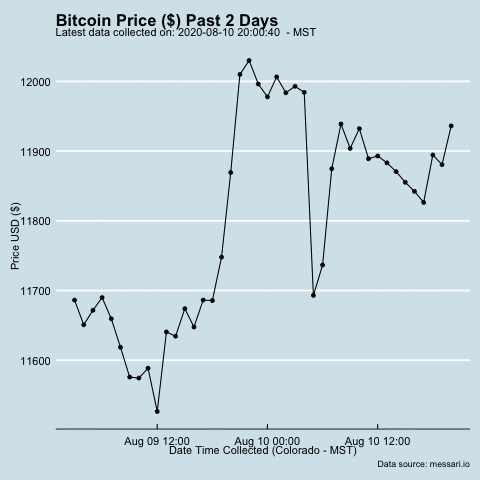 Bitcoin Price ($) Past 2 Days
Latest data collected on: 2020-08-10 20:00:40 - MST
12000
11900
11800
11700
11600
Price USD ($)
Aug 09 12:00 Aug 10 00:00 Aug 10 12:00
Date Time Collected (Colorado - MST)
Data source: messari.io